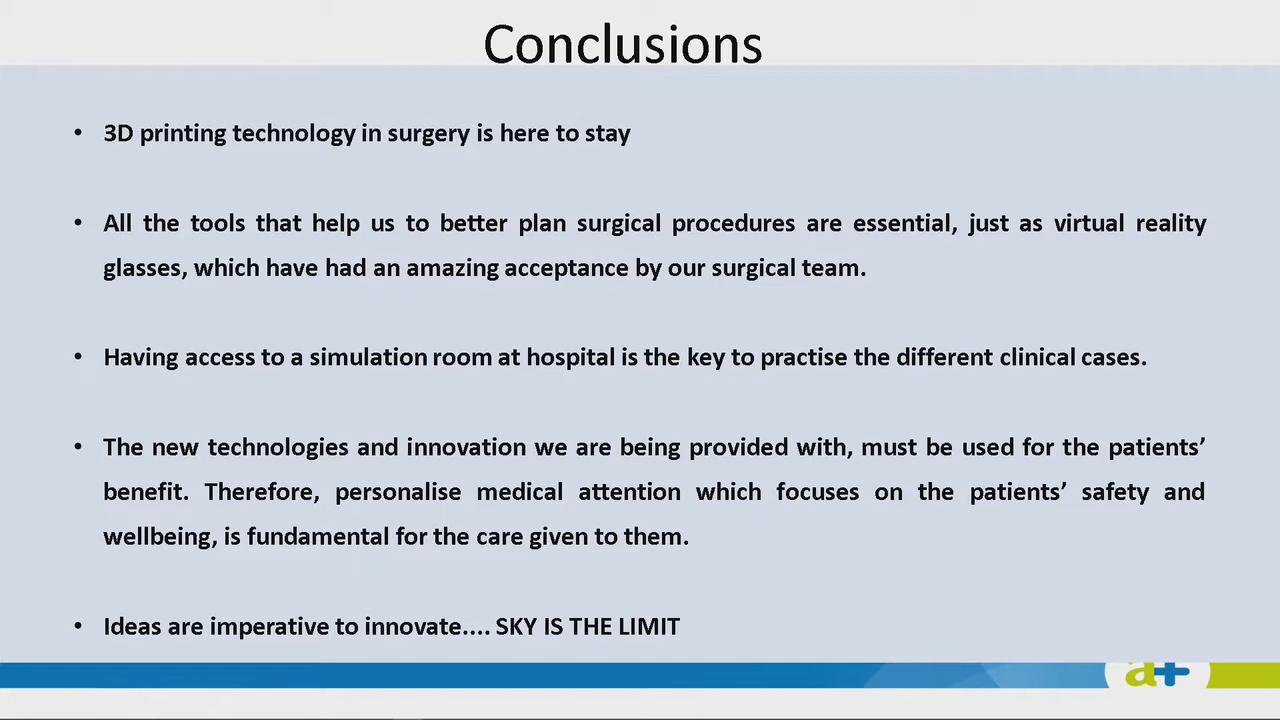 Conclusions
• 3D printing technology in surgery is here to stay
• All the tools that help us to better plan surgical procedures are essential, just as virtual reality
glasses, which have had an amazing acceptance by our surgical team.
• Having access to a simulation room at hospital is the key to practise the different clinical cases.
• The new technologies and innovation we are being provided with, must be used for the patients’
benefit. Therefore, personalise medical attention which focuses on the patients’ safety and
wellbeing, is fundamental for the care given to them.
• Ideas are imperative to innovate.... SKY IS THE LIMIT
a+